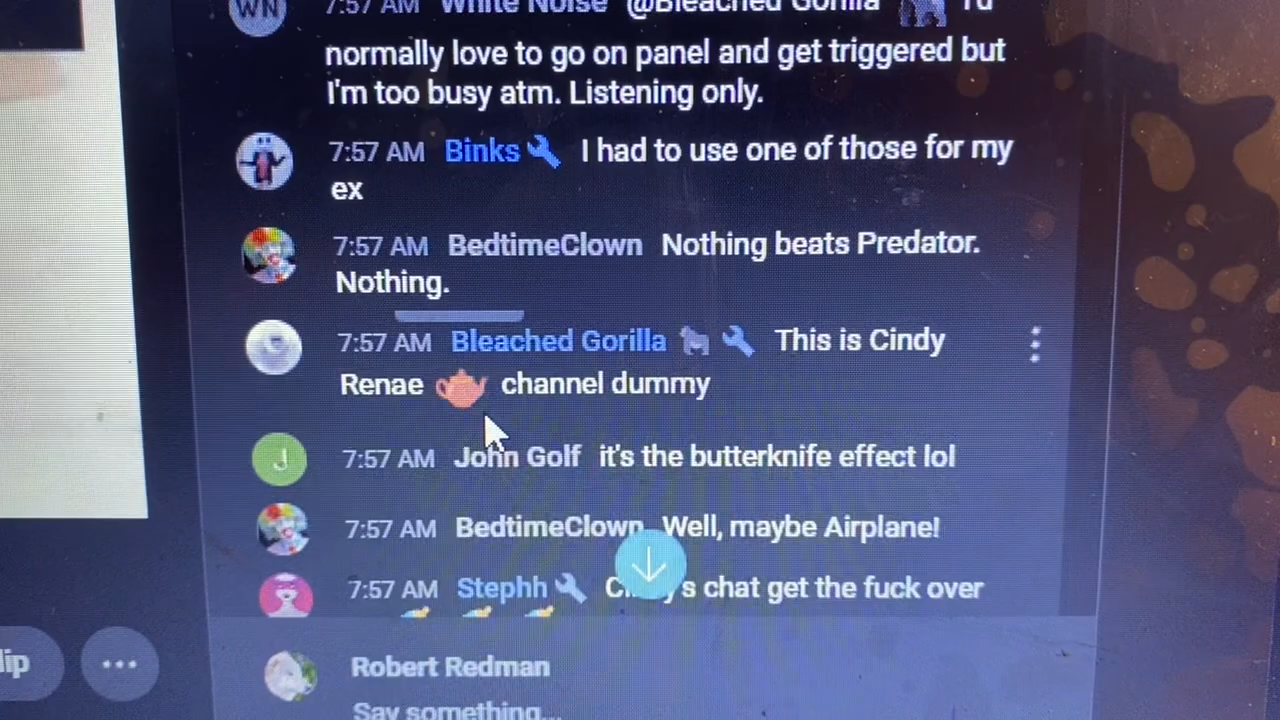 WN 7:57 AM White Noise @Bleached Gorilla I'd
normally love to go on panel and get triggered but
I'm too busy atm. Listening only.
7:57 AM Binks I had to use one of those for my
ex
7:57 AM BedtimeClown Nothing beats Predator.
Nothing.
7:57 AM Bleached Gorilla This is Cindy
Renae channel dummy
J 7:57 AM John Golf it's the butterknife effect lol
7:57 AM BedtimeClown Well, maybe Airplane!
7:57 AM Stephh chat get the fuck over
lip
Robert Redman
Say something...